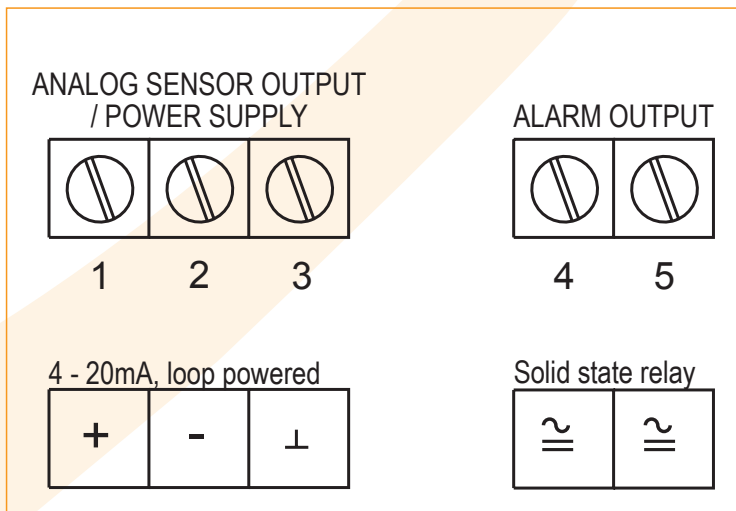 ANALOG SENSOR OUTPUT
/ POWER SUPPLY
1 2 3
4 - 20mA, loop powered
+ - ⊥
ALARM OUTPUT
4 5
Solid state relay
≅ ≅